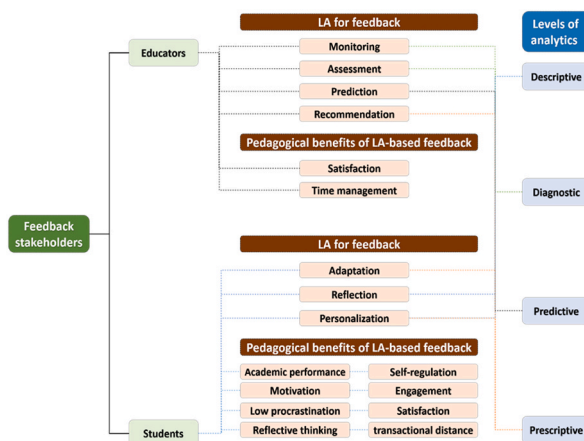 LA for feedback
Levels of
analytics
Educators
Monitoring
Assessment
Descriptive
Prediction
Recommendation
Pedagogical benefits of LA-based feedback
Satisfaction
Time management
Diagnostic
Feedback
stakeholders
LA for feedback
Adaptation
Reflection
Personalization
Predictive
Pedagogical benefits of LA-based feedback
Academic performance
Self-regulation
Motivation
Engagement
Low procrastination
Satisfaction
Students
Reflective thinking
transactional distance
Prescriptive